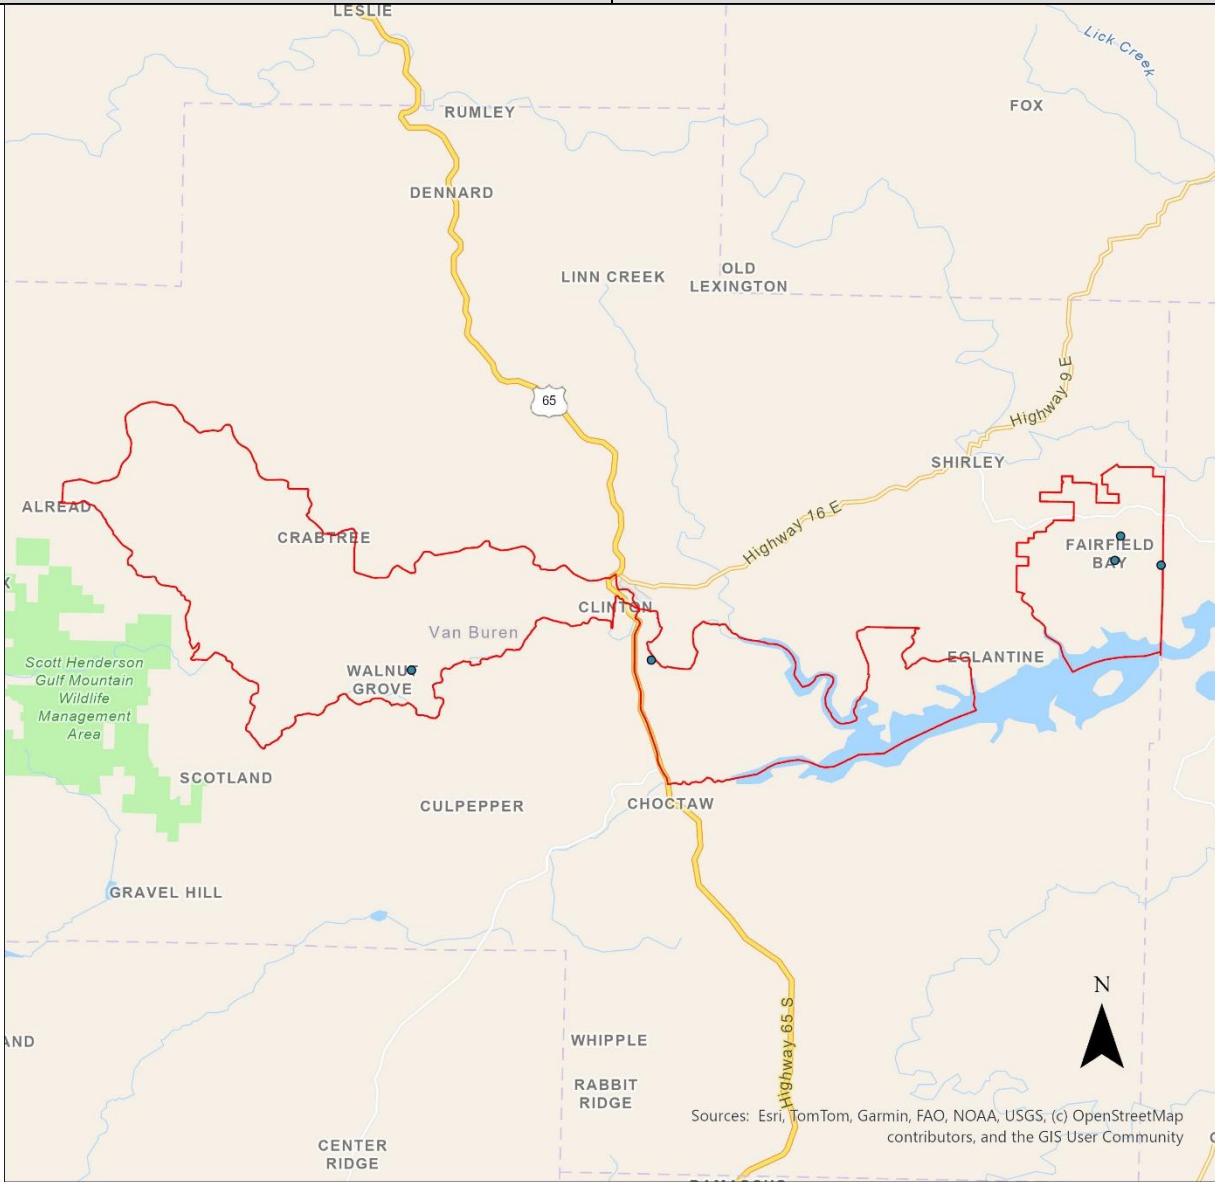 LESLIE
Lick Creek
RUMLEY
FOX
DENNARD
LINN CREEK
OLD
LEXINGTON
65
Highway 9 E
SHIRLEY
ALREAD
Highway 16 E
CRABTREE
FAIRFIELD
BAY
CLINTON
Van Buren
EGLANTINE
Scott Henderson
Gulf Mountain
Wildlife
Management
Area
WALNUT
GROVE
SCOTLAND
CULPEPPER
CHOCTAW
GRAVEL HILL
N
AND
WHIPPLE
Highway 65 S
RABBIT
RIDGE
Sources: Esri, TomTom, Garmin, FAO, NOAA, USGS, (c) OpenStreetMap
contributors, and the GIS User Community
CENTER
RIDGE